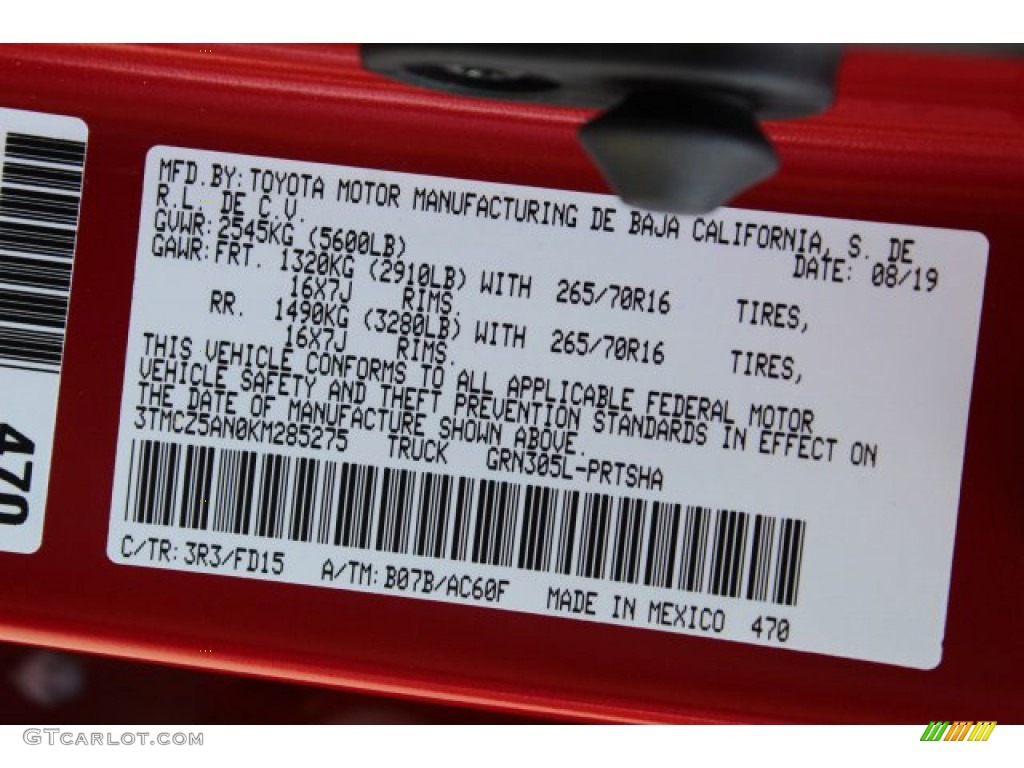 MFD.BY: TOYOTA MOTOR MANUFACTURING DE BAJA CALIFORNIA, S. DE
R.L. DE C.V. DATE: 08/19
GVWR: 2545KG (5600LB)
GAWR: FRT. 1320KG (2910LB) WITH 265/70R16 TIRES,
16X7J RIMS.
RR. 1490KG (3280LB) WITH 265/70R16 TIRES,
16X7J RIMS.
THIS VEHICLE CONFORMS TO ALL APPLICABLE FEDERAL MOTOR
VEHICLE SAFETY AND THEFT PREVENTION STANDARDS IN EFFECT ON
THE DATE OF MANUFACTURE SHOWN ABOVE.
3TMCZ5AN0KM285275 TRUCK GRN305L-PRTSHA
C/TR: 3R3/FD15 A/TM: B07B/AC60F MADE IN MEXICO 470
470
GTCARLOT.COM